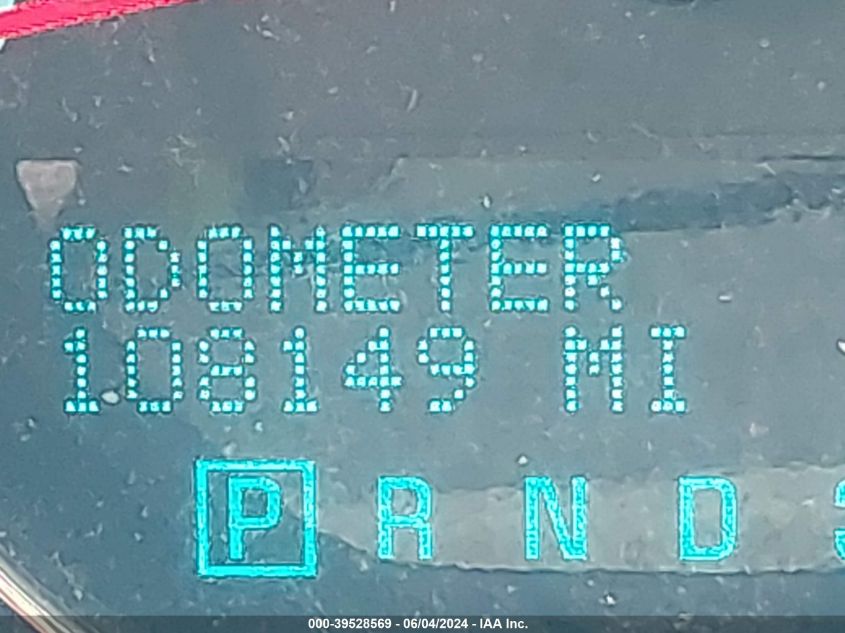 ODOMETER
108149 MI
P R N D
000-39528569 - 06/04/2024 - IAA Inc.